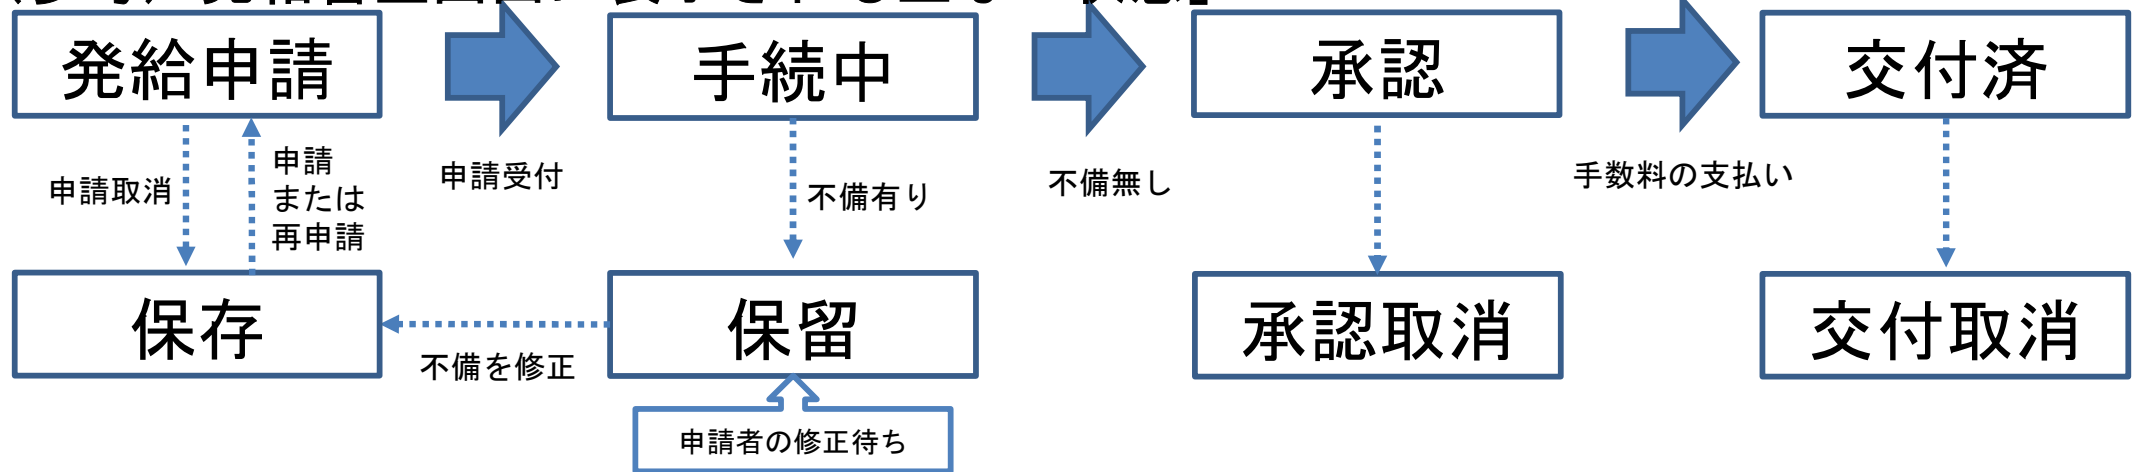 発給申請
手続中
承認
交付済
申請取消
申請
または
再申請
申請受付
不備有り
不備無し
手数料の支払い
保存
保留
承認取消
交付取消
不備を修正
申請者の修正待ち